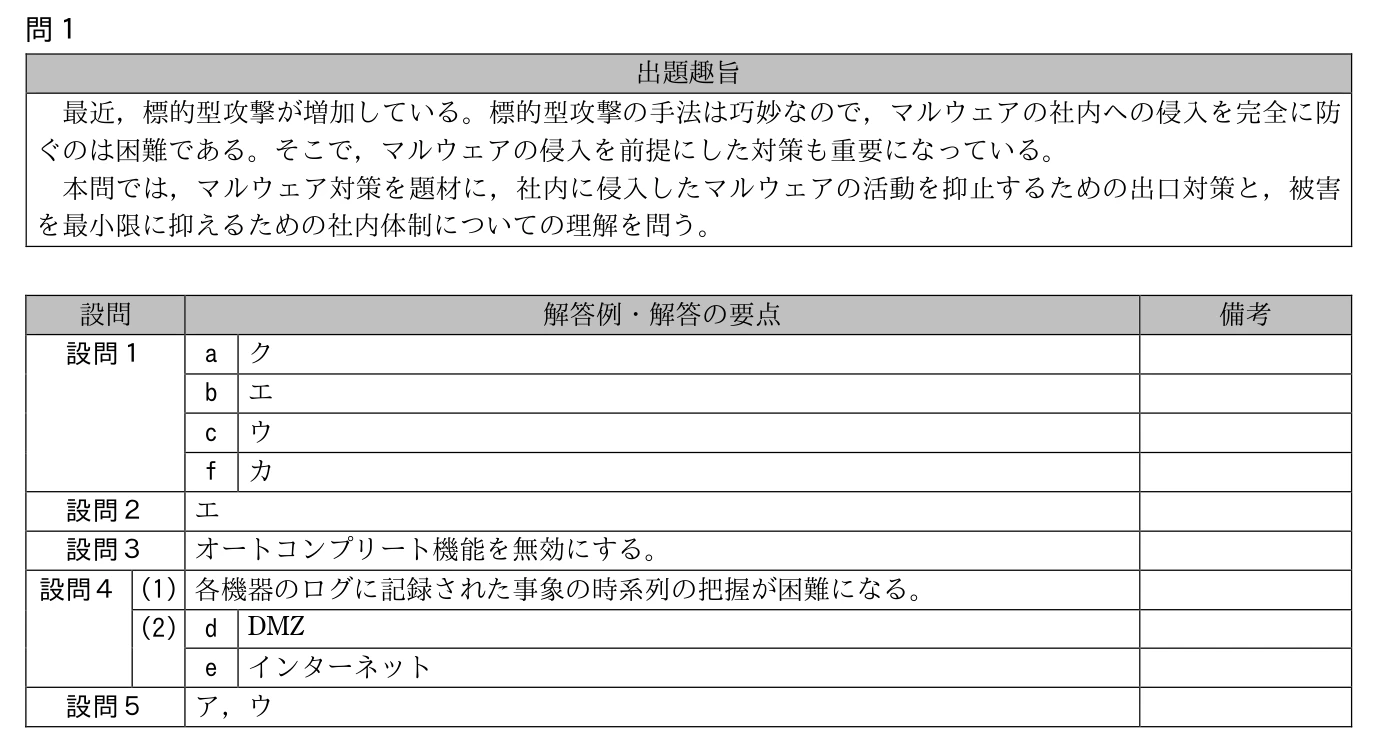 問1
出題趣旨
最近，標的型攻撃が増加している。標的型攻撃の手法は巧妙なので，マルウェアの社内への侵入を完全に防
ぐのは困難である。そこで，マルウェアの侵入を前提にした対策も重要になっている。
本問では，マルウェア対策を題材に，社内に侵入したマルウェアの活動を抑止するための出口対策と，被害
を最小限に抑えるための社内体制についての理解を問う。
設問 解答例・解答の要点 備考
設問1 a ク
b エ
c ウ
f カ
設問2 エ
設問3 オートコンプリート機能を無効にする。
設問4 (1) 各機器のログに記録された事象の時系列の把握が困難になる。
(2) d DMZ
e インターネット
設問5 ア，ウ